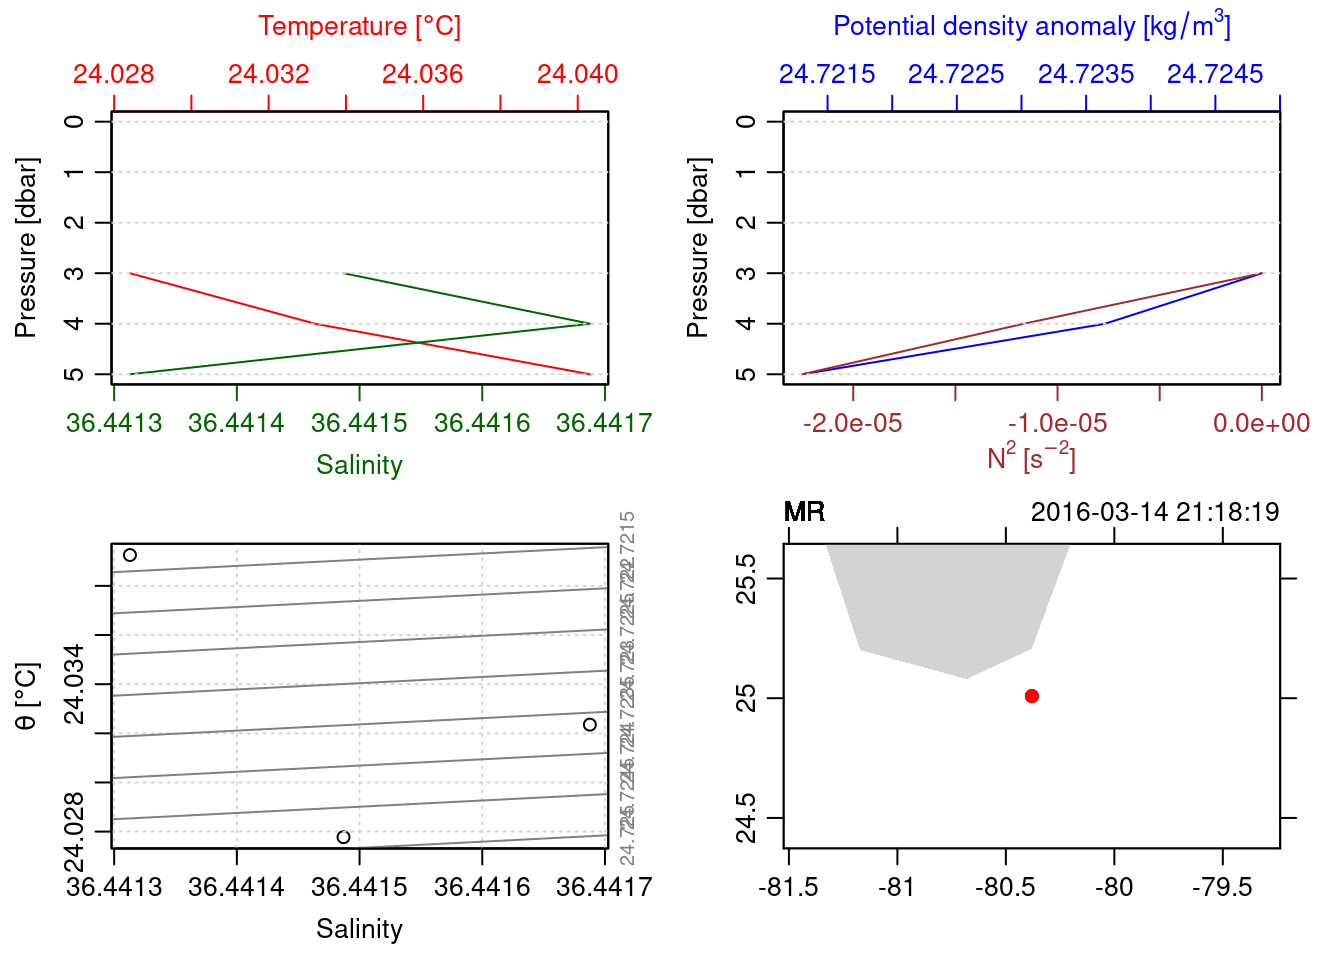 Temperature [°C]
24.028 24.032 24.036 24.040
Pressure [dbar]
0
1
2
3
4
5
36.4413 36.4414 36.4415 36.4416 36.4417
Salinity
Potential density anomaly [kg/m³]
24.7215 24.7225 24.7235 24.7245
Pressure [dbar]
0
1
2
3
4
5
-2.0e-05 -1.0e-05 0.0e+00
N² [s⁻²]
θ [°C]
24.034
24.028
24.7215
36.4413 36.4414 36.4415 36.4416 36.4417
Salinity
MR 2016-03-14 21:18:19
25.5
25
24.5
-81.5 -81 -80.5 -80 -79.5